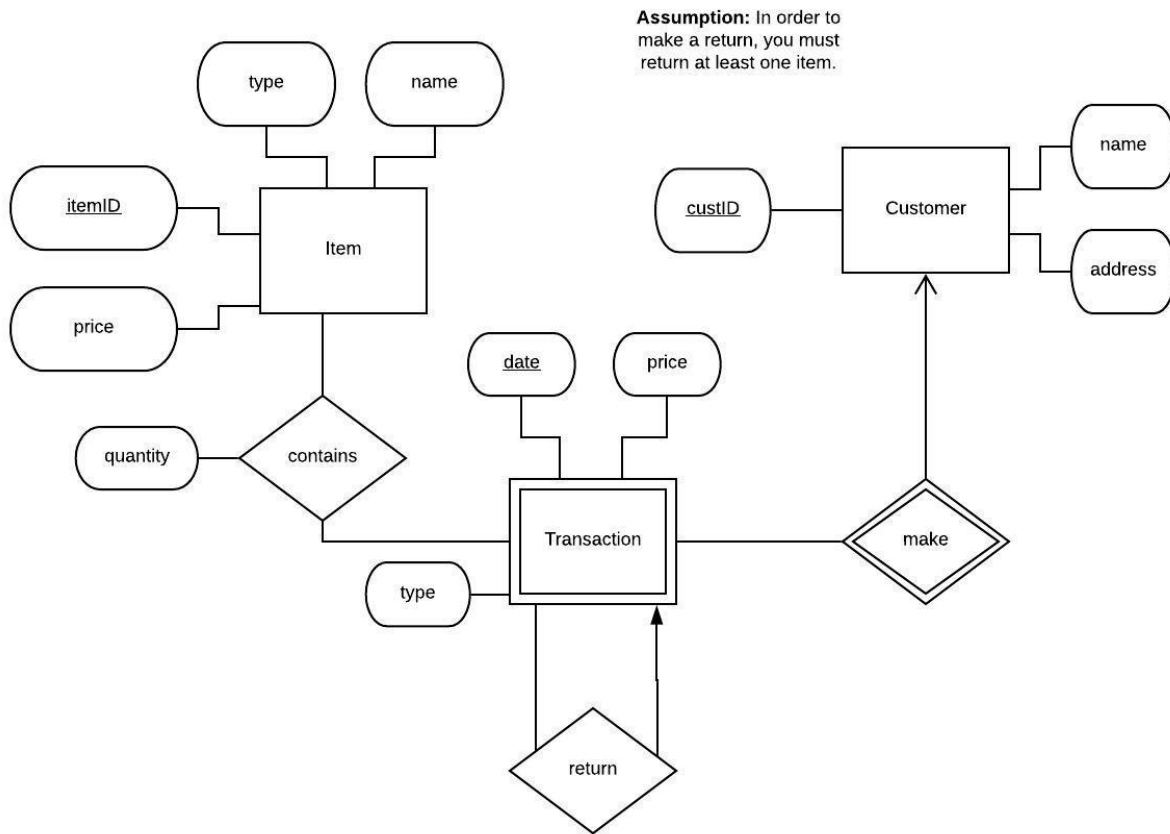 Assumption: In order to
make a return, you must
return at least one item.
type
name
name
itemID
custID
Customer
Item
address
price
date
price
quantity
contains
Transaction
make
type
return